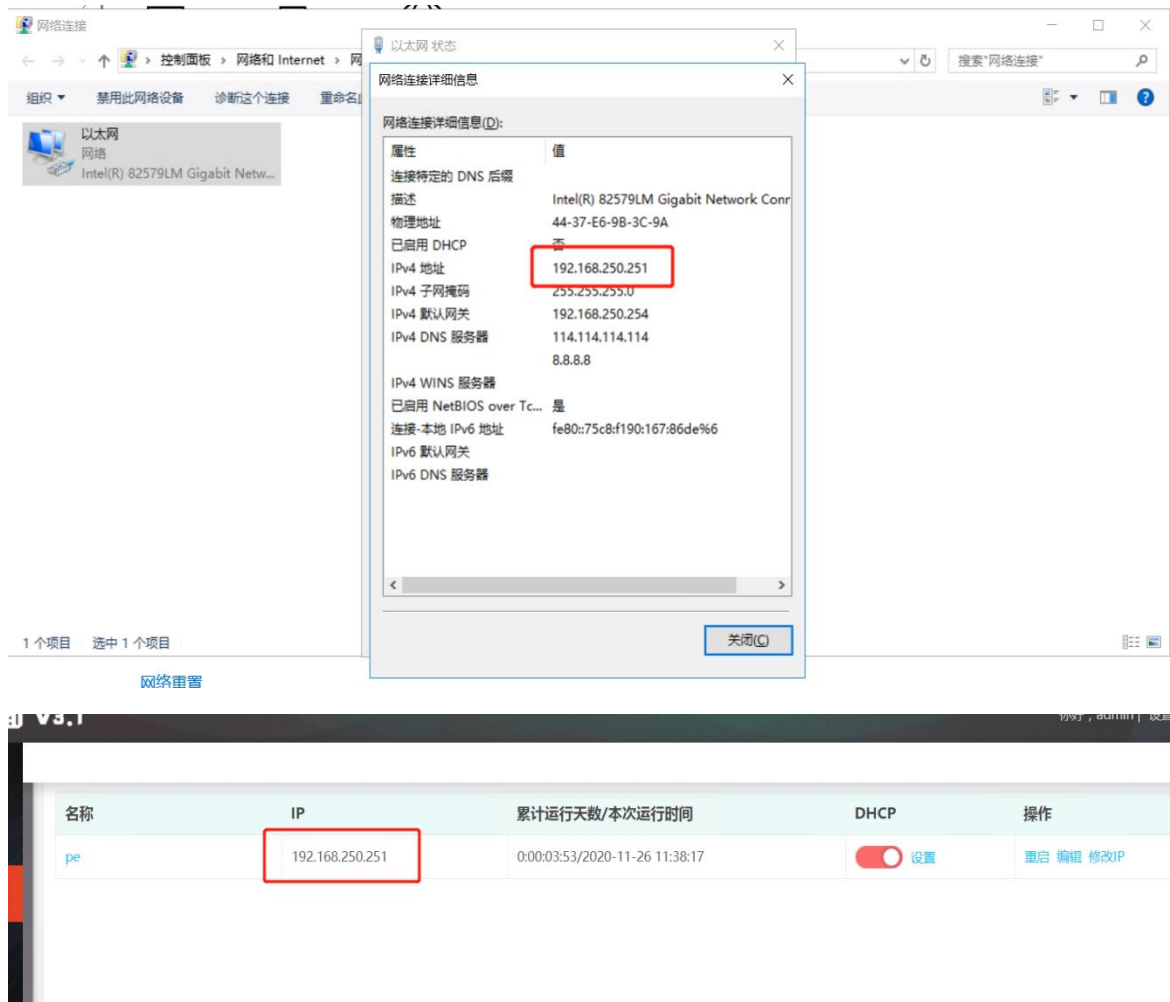 网络连接
以太网 状态
控制面板 › 网络和 Internet › 网
搜索"网络连接"
网络连接详细信息
组织 禁用此网络设备 诊断这个连接 重命名
网络连接详细信息(D):
以太网
网络
Intel(R) 82579LM Gigabit Netw...
属性 值
连接特定的 DNS 后缀
描述 Intel(R) 82579LM Gigabit Network Conr
物理地址 44-37-E6-9B-3C-9A
已启用 DHCP 否
IPv4 地址 192.168.250.251
IPv4 子网掩码 255.255.255.0
IPv4 默认网关 192.168.250.254
IPv4 DNS 服务器 114.114.114.114
8.8.8.8
IPv4 WINS 服务器
已启用 NetBIOS over Tc... 是
连接-本地 IPv6 地址 fe80::75c8:f190:167:86de%6
IPv6 默认网关
IPv6 DNS 服务器
关闭(C)
1 个项目 选中 1 个项目
网络重置
V3.1 你好，admin | 设置
名称 IP 累计运行天数/本次运行时间 DHCP 操作
pe 192.168.250.251 0:00:03:53/2020-11-26 11:38:17 设置 重启 编辑 修改IP